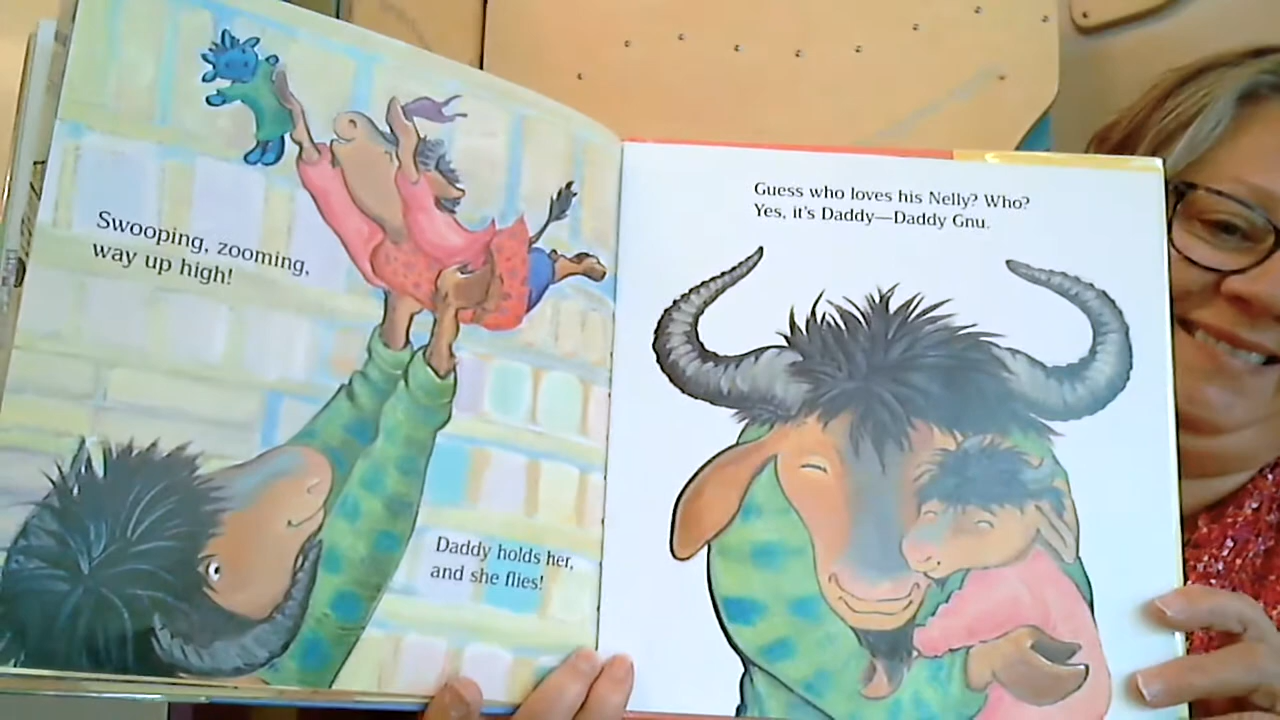 Swooping, zooming,
way up high!
Daddy holds her,
and she flies!
Guess who loves his Nelly? Who?
Yes, it's Daddy—Daddy Gnu.